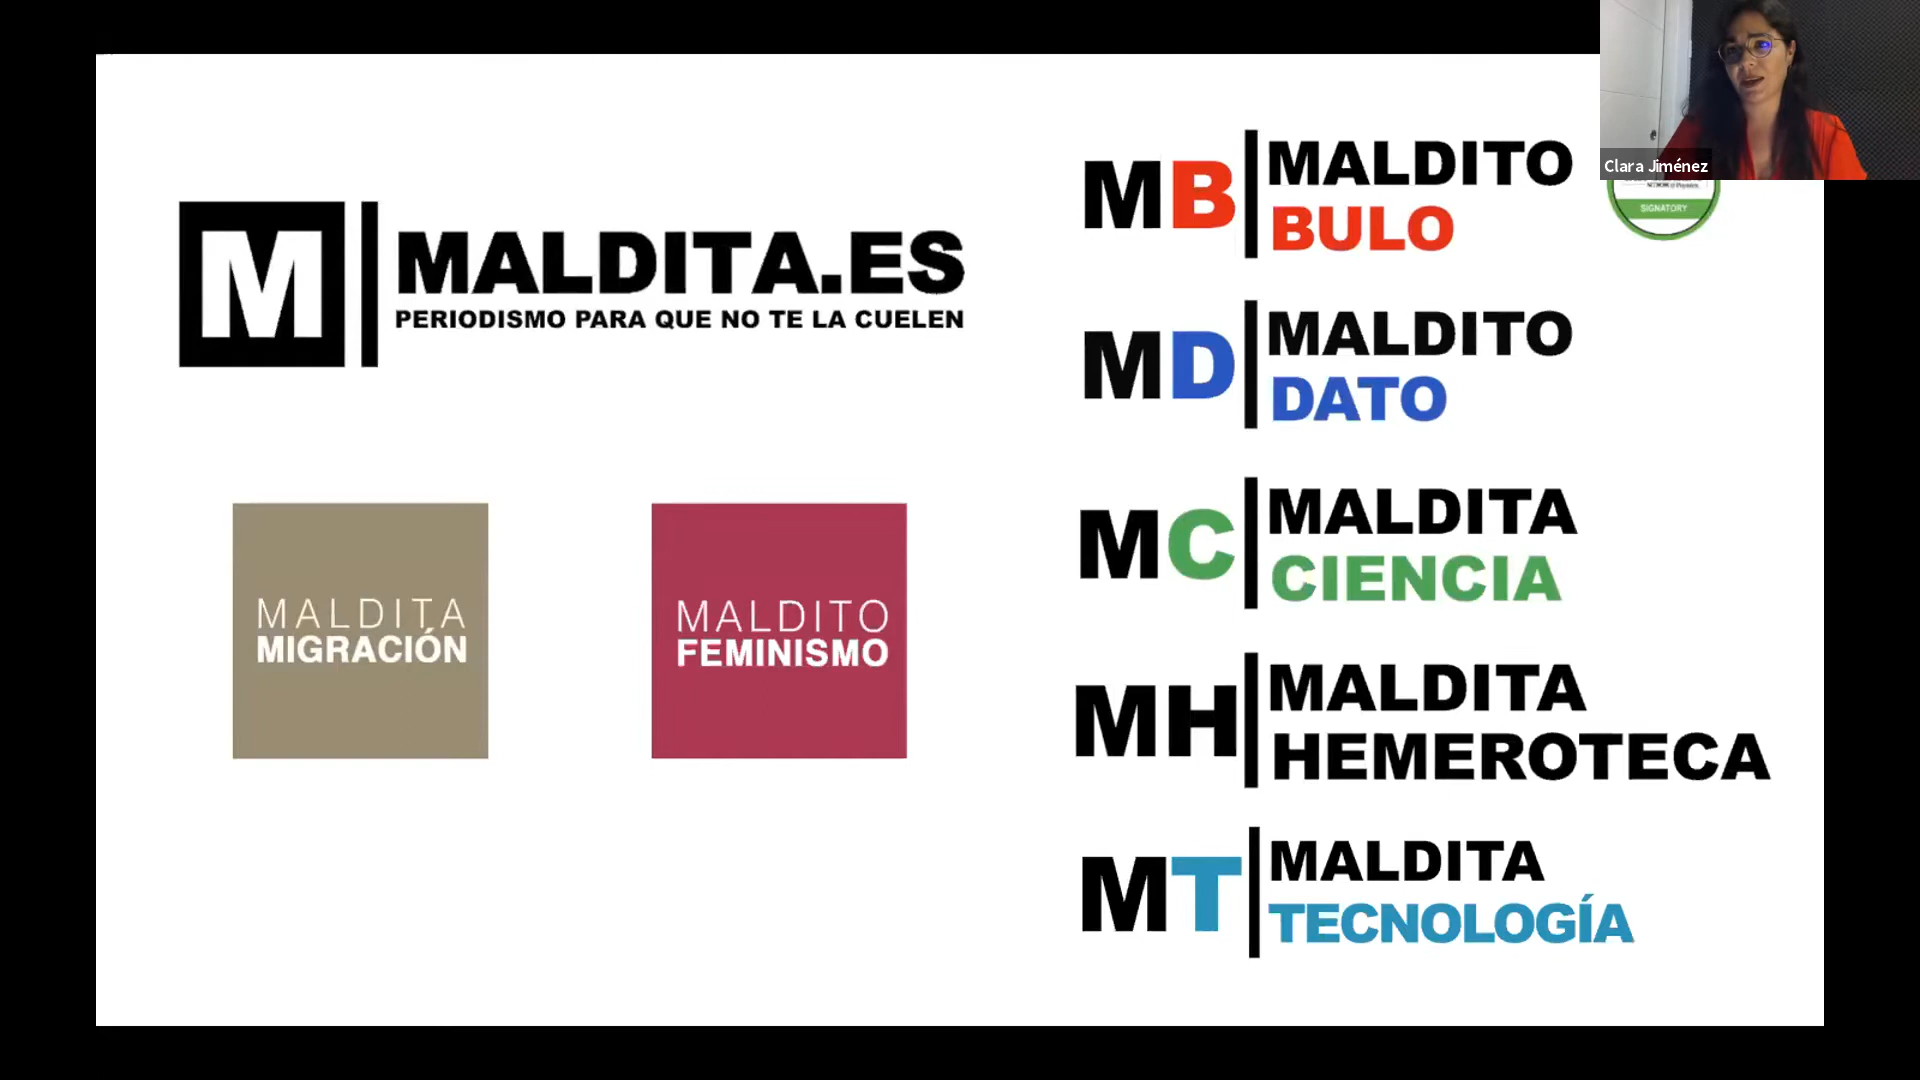 M
MALDITA.ES
PERIODISMO PARA QUE NO TE LA CUELEN
MALDITA
MIGRACIÓN
MALDITO
FEMINISMO
MB
MALDITO
BULO
MD
MALDITO
DATO
MC
MALDITA
CIENCIA
MH
MALDITA
HEMEROTECA
MT
MALDITA
TECNOLOGÍA
Clara Jiménez
SIGNATORY